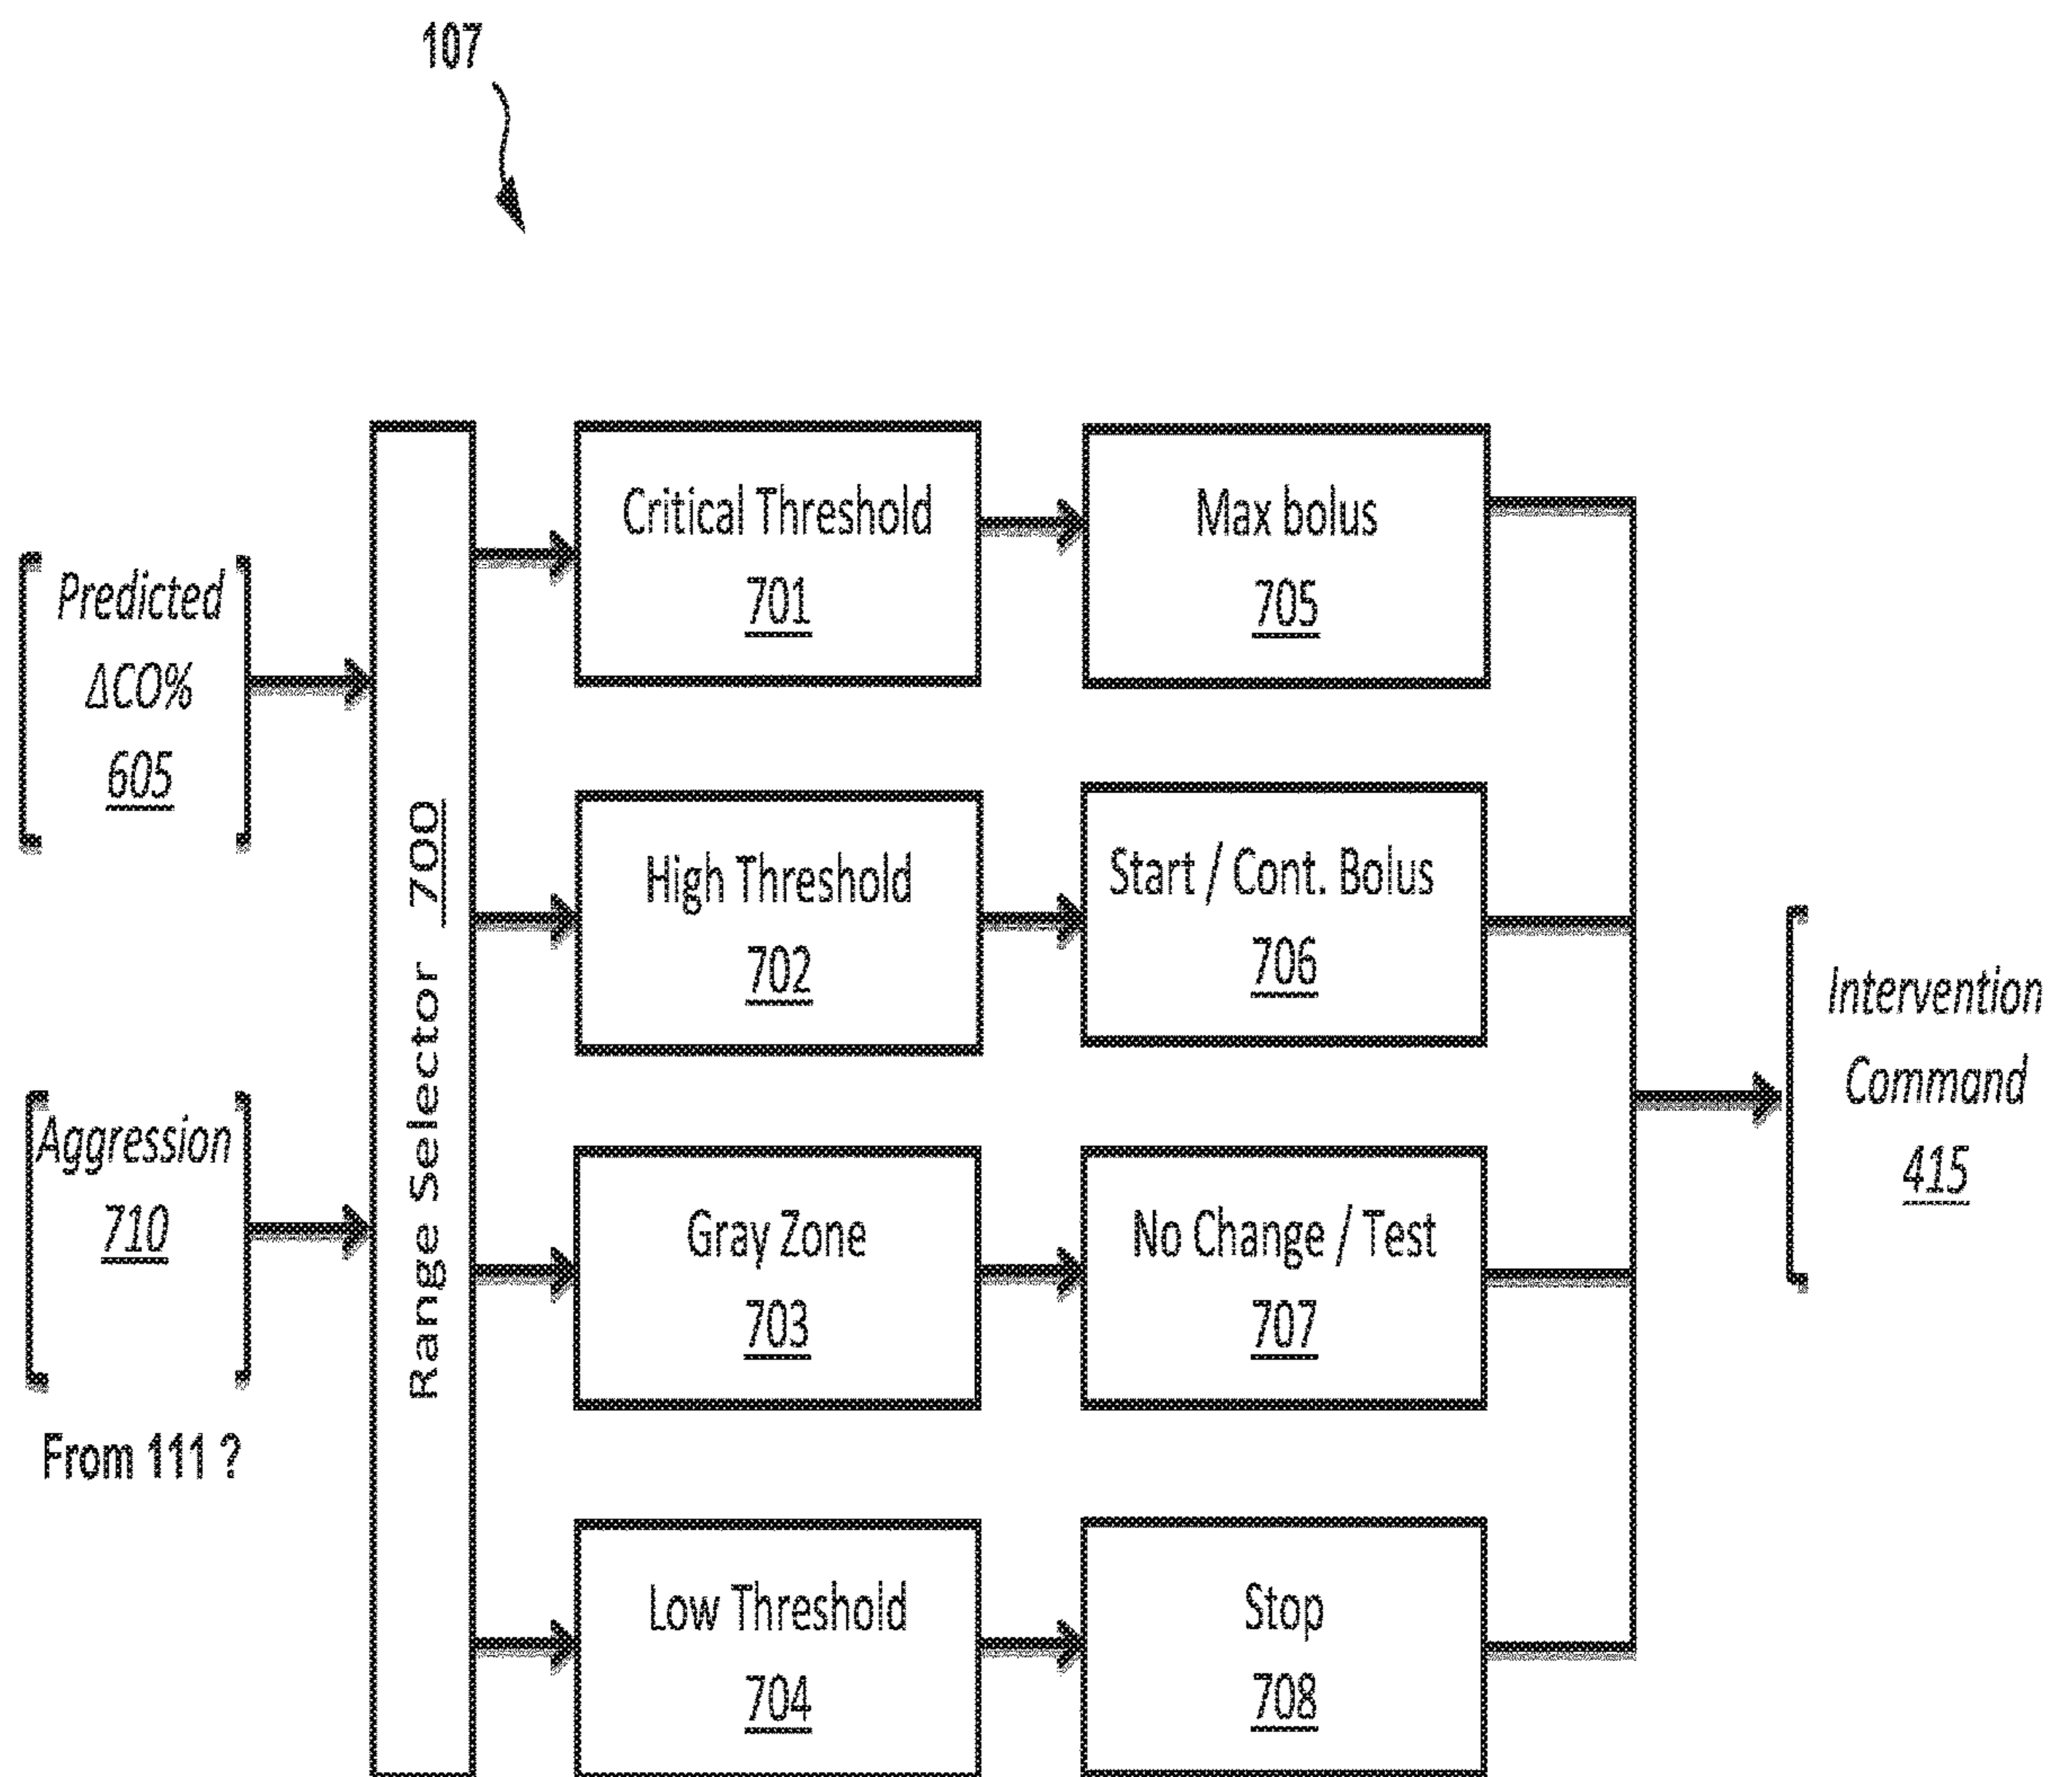 107
Predicted
ΔCO%
605
Aggression
710
From 111 ?
Range Selector 700
Critical Threshold
701
Max bolus
705
High Threshold
702
Start / Cont. Bolus
706
Gray Zone
703
No Change / Test
707
Low Threshold
704
Stop
708
Intervention
Command
415